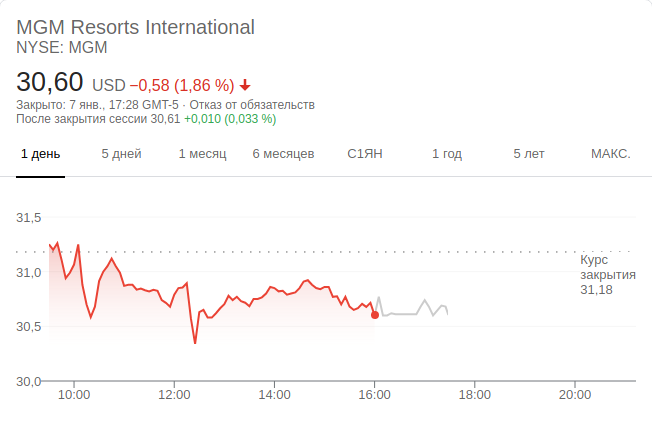 MGM Resorts International
NYSE: MGM
30,60 USD −0,58 (1,86 %)
Закрыто: 7 янв., 17:28 GMT-5 · Отказ от обязательств
После закрытия сессии 30,61 +0,010 (0,033 %)
1 день 5 дней 1 месяц 6 месяцев С1ЯН 1 год 5 лет МАКС.
31,5
Курс
31,0 закрытия
31,18
30,5
30,0
10:00 12:00 14:00 16:00 18:00 20:00